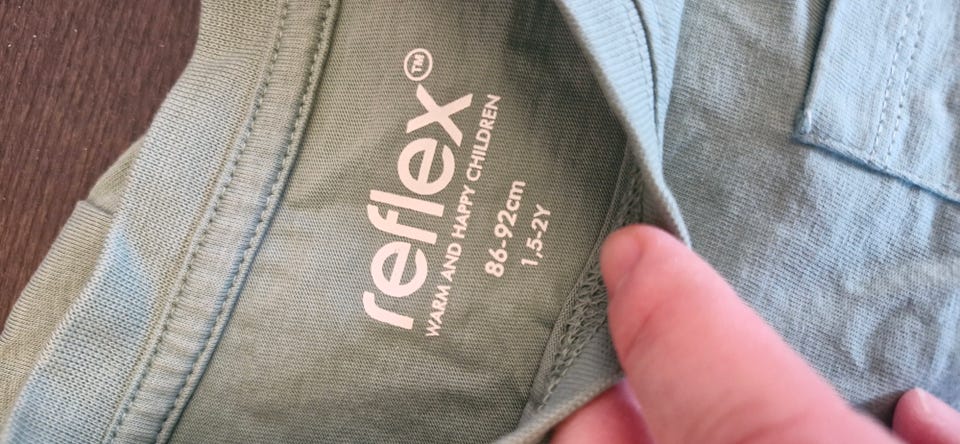 reflex™
WARM AND HAPPY CHILDREN
86-92cm
1,5-2Y